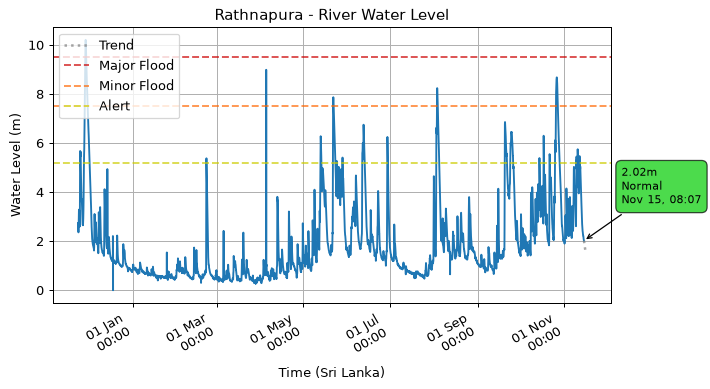 Rathnapura - River Water Level
Trend
Major Flood
Minor Flood
Alert
Water Level (m)
10
8
6
4
2
0
2.02m
Normal
Nov 15, 08:07
01 Jan
00:00
01 Mar
00:00
01 May
00:00
01 Jul
00:00
01 Sep
00:00
01 Nov
00:00
Time (Sri Lanka)